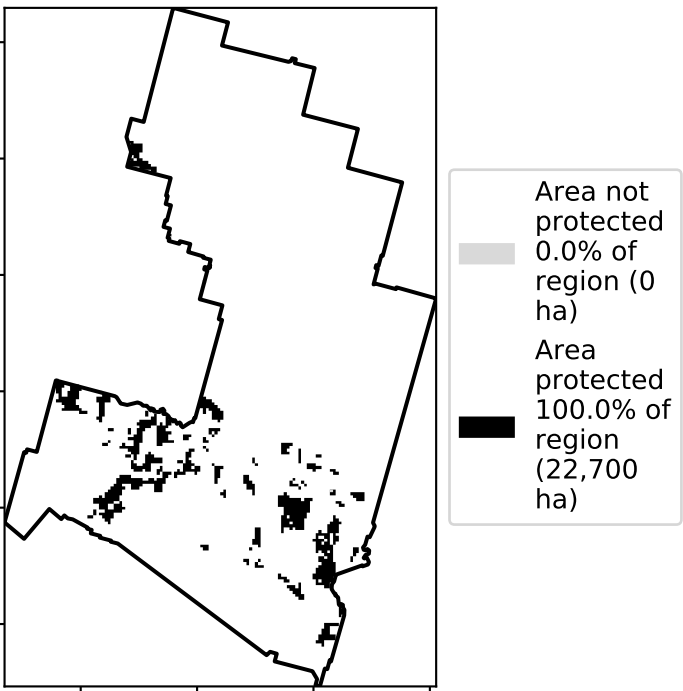 Area not
protected
0.0% of
region (0
ha)
Area
protected
100.0% of
region
(22,700
ha)